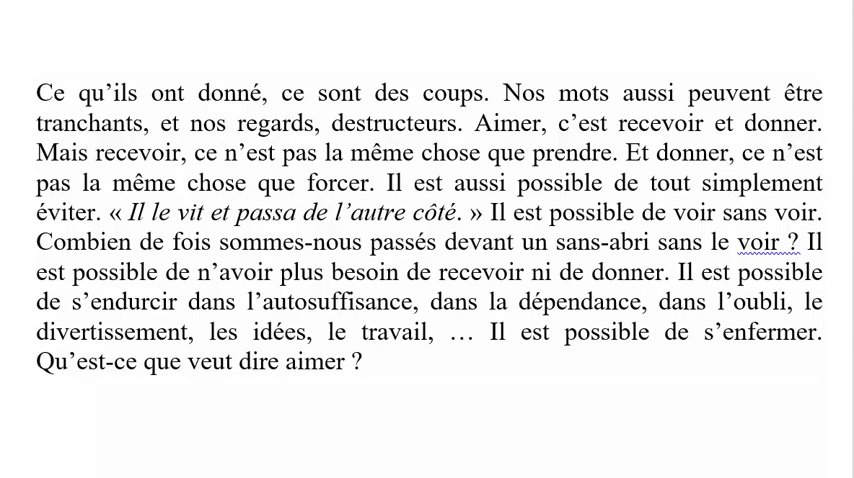 Ce qu’ils ont donné, ce sont des coups. Nos mots aussi peuvent être
tranchants, et nos regards, destructeurs. Aimer, c’est recevoir et donner.
Mais recevoir, ce n’est pas la même chose que prendre. Et donner, ce n’est
pas la même chose que forcer. Il est aussi possible de tout simplement
éviter. « Il le vit et passa de l’autre côté. » Il est possible de voir sans voir.
Combien de fois sommes-nous passés devant un sans-abri sans le voir ? Il
est possible de n’avoir plus besoin de recevoir ni de donner. Il est possible
de s’endurcir dans l’autosuffisance, dans la dépendance, dans l’oubli, le
divertissement, les idées, le travail, … Il est possible de s’enfermer.
Qu’est-ce que veut dire aimer ?